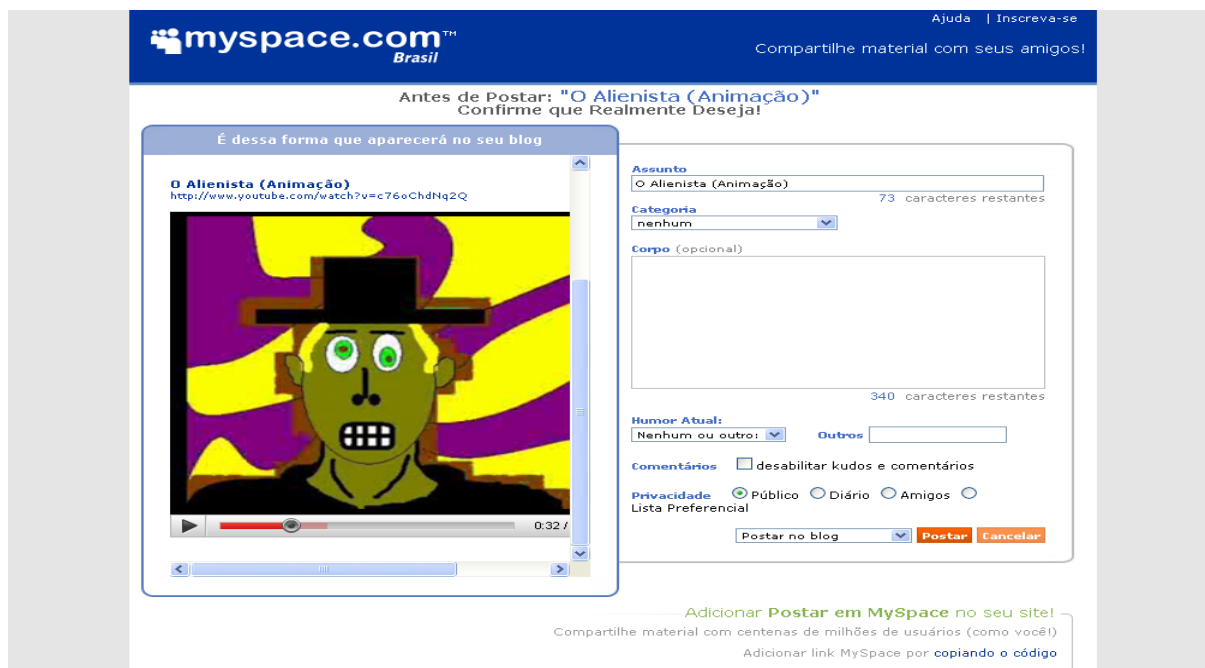 Ajuda | Inscreva-se
myspace.com™
Brasil
Compartilhe material com seus amigos!
Antes de Postar: "O Alienista (Animação)"
Confirme que Realmente Deseja!
É dessa forma que aparecerá no seu blog
O Alienista (Animação)
http://www.youtube.com/watch?v=c76oChdNq2Q
0:32 /
Assunto
O Alienista (Animação)
73 caracteres restantes
Categoria
nenhum
Corpo (opcional)
340 caracteres restantes
Humor Atual:
Nenhum ou outro: Outros
Comentários desabilitar kudos e comentários
Privacidade Público Diário Amigos
Lista Preferencial
Postar no blog Postar Cancelar
Adicionar Postar em MySpace no seu site!
Compartilhe material com centenas de milhões de usuários (como você!)
Adicionar link MySpace por copiando o código